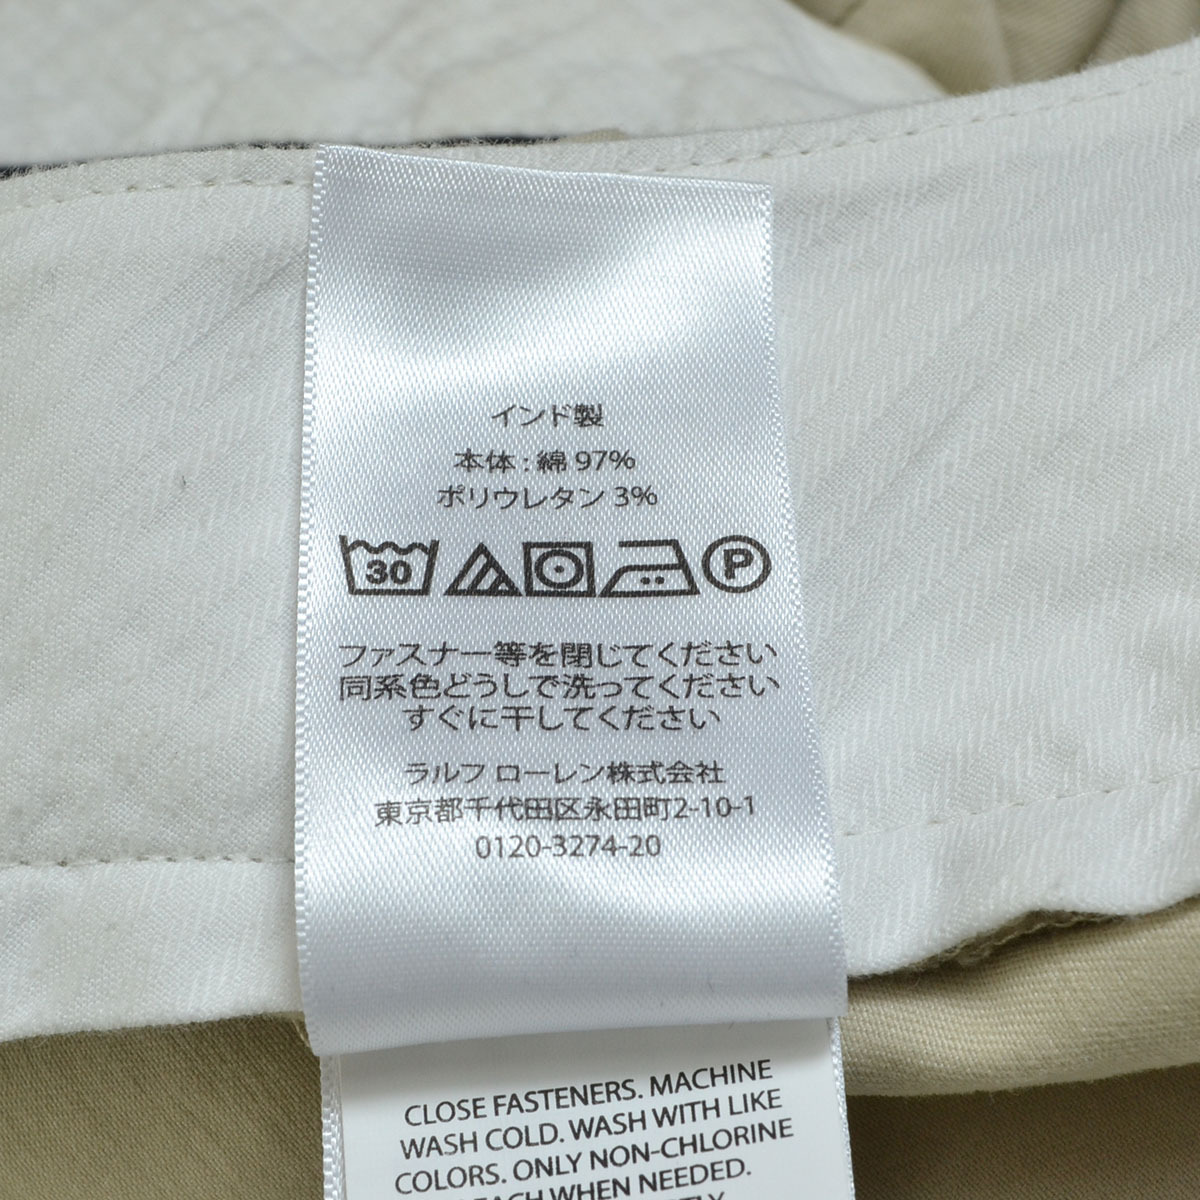 インド製
本体 : 綿 97%
ポリウレタン 3%
30 P
ファスナー等を閉じてください
同系色どうしで洗ってください
すぐに干してください
ラルフ ローレン株式会社
東京都千代田区永田町2-10-1
0120-3274-20
CLOSE FASTENERS. MACHINE
WASH COLD. WASH WITH LIKE
COLORS. ONLY NON-CHLORINE
WHEN NEEDED.